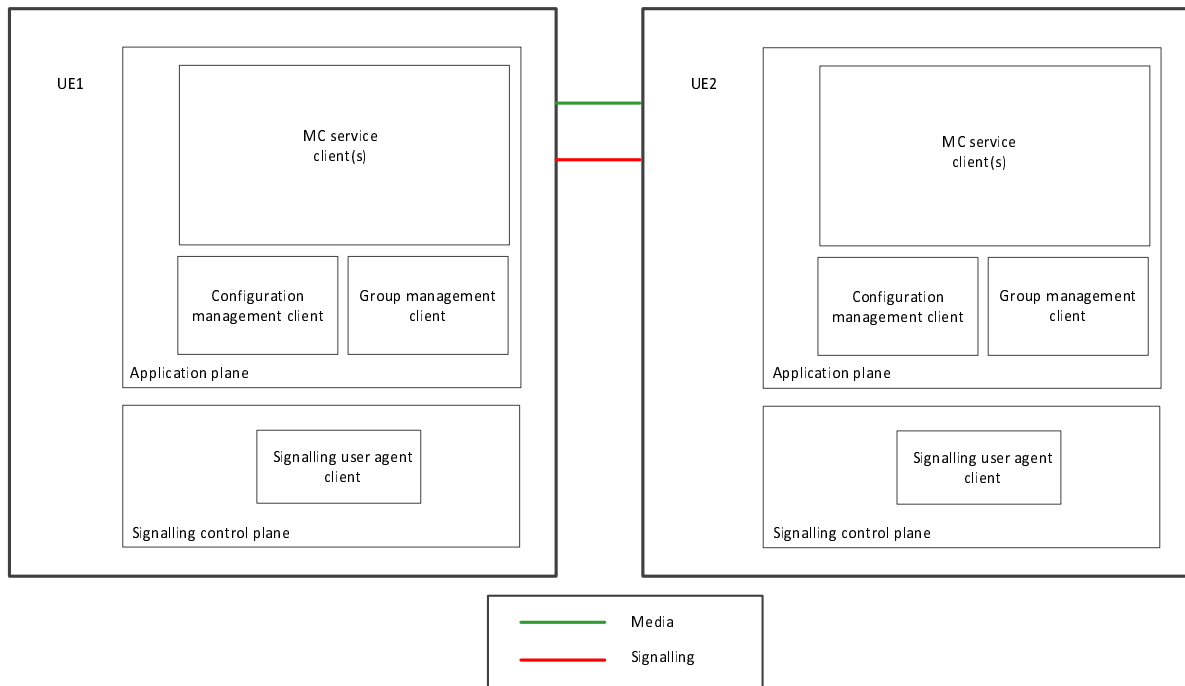 UE1
MC service
client(s)
Configuration
management client
Group management
client
Application plane
Signalling user agent
client
Signalling control plane
UE2
MC service
client(s)
Configuration
management client
Group management
client
Application plane
Signalling user agent
client
Signalling control plane
Media
Signalling